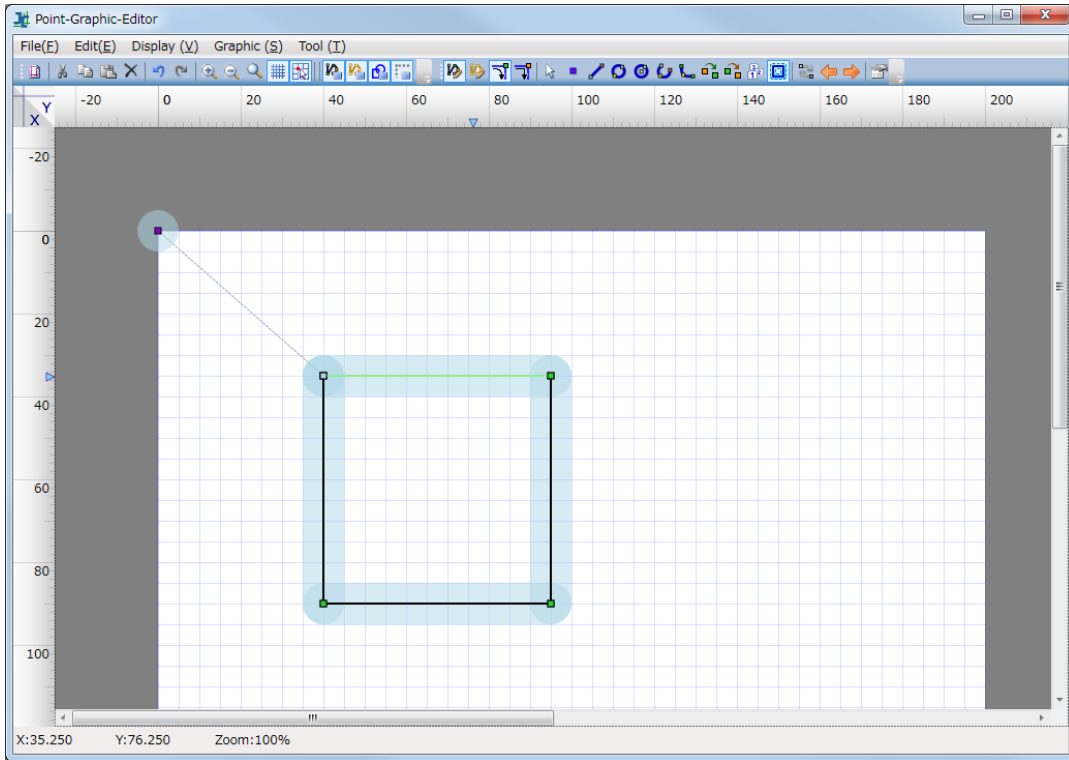 Point-Graphic-Editor
File(F) Edit(E) Display (V) Graphic (S) Tool (T)
Y -20 0 20 40 60 80 100 120 140 160 180 200
X
-20
0
20
40
60
80
100
X:35.250 Y:76.250 Zoom:100%